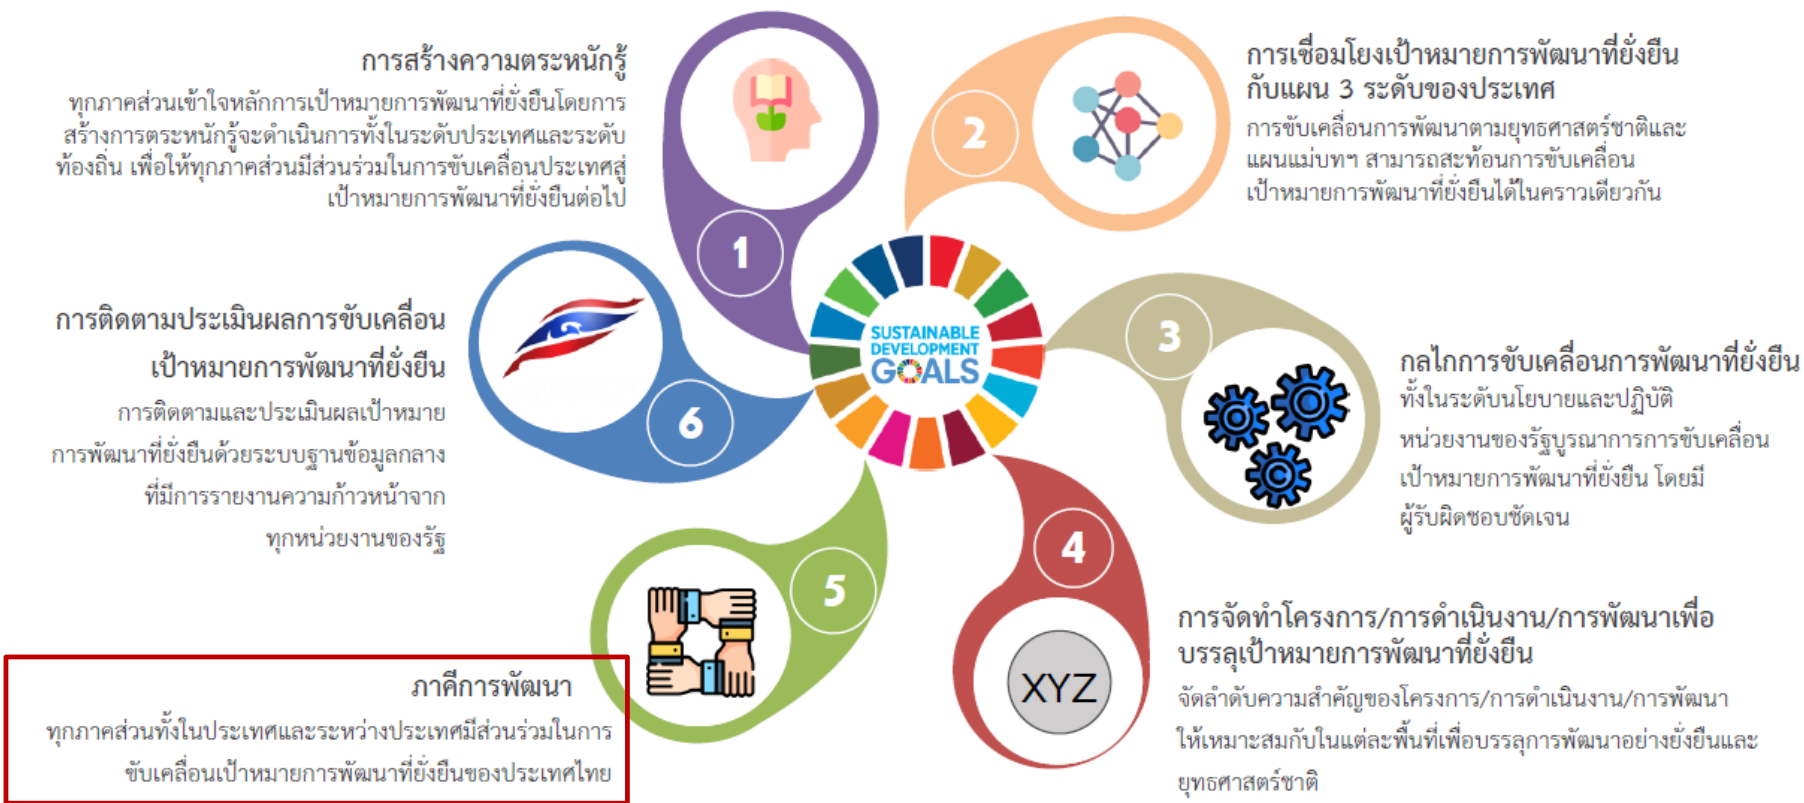 การสร้างความตระหนักรู้
ทุกภาคส่วนเข้าใจหลักการเป้าหมายการพัฒนาที่ยั่งยืนโดยการ
สร้างการตระหนักรู้จะดำเนินการทั้งในระดับประเทศและระดับ
ท้องถิ่น เพื่อให้ทุกภาคส่วนมีส่วนร่วมในการขับเคลื่อนประเทศสู่
เป้าหมายการพัฒนาที่ยั่งยืนต่อไป
1
2
การเชื่อมโยงเป้าหมายการพัฒนาที่ยั่งยืน
กับแผน 3 ระดับของประเทศ
การขับเคลื่อนการพัฒนาตามยุทธศาสตร์ชาติและ
แผนแม่บทฯ สามารถสะท้อนการขับเคลื่อน
เป้าหมายการพัฒนาที่ยั่งยืนได้ในคราวเดียวกัน
SUSTAINABLE
DEVELOPMENT
GOALS
3
กลไกการขับเคลื่อนการพัฒนาที่ยั่งยืน
ทั้งในระดับนโยบายและปฏิบัติ
หน่วยงานของรัฐบูรณาการการขับเคลื่อน
เป้าหมายการพัฒนาที่ยั่งยืน โดยมี
ผู้รับผิดชอบชัดเจน
4
XYZ
การจัดทำโครงการ/การดำเนินงาน/การพัฒนาเพื่อ
บรรลุเป้าหมายการพัฒนาที่ยั่งยืน
จัดลำดับความสำคัญของโครงการ/การดำเนินงาน/การพัฒนา
ให้เหมาะสมกับในแต่ละพื้นที่เพื่อบรรลุการพัฒนาอย่างยั่งยืนและ
ยุทธศาสตร์ชาติ
5
ภาคีการพัฒนา
ทุกภาคส่วนทั้งในประเทศและระหว่างประเทศมีส่วนร่วมในการ
ขับเคลื่อนเป้าหมายการพัฒนาที่ยั่งยืนของประเทศไทย
6
การติดตามประเมินผลการขับเคลื่อน
เป้าหมายการพัฒนาที่ยั่งยืน
การติดตามและประเมินผลเป้าหมาย
การพัฒนาที่ยั่งยืนด้วยระบบฐานข้อมูลกลาง
ที่มีการรายงานความก้าวหน้าจาก
ทุกหน่วยงานของรัฐ